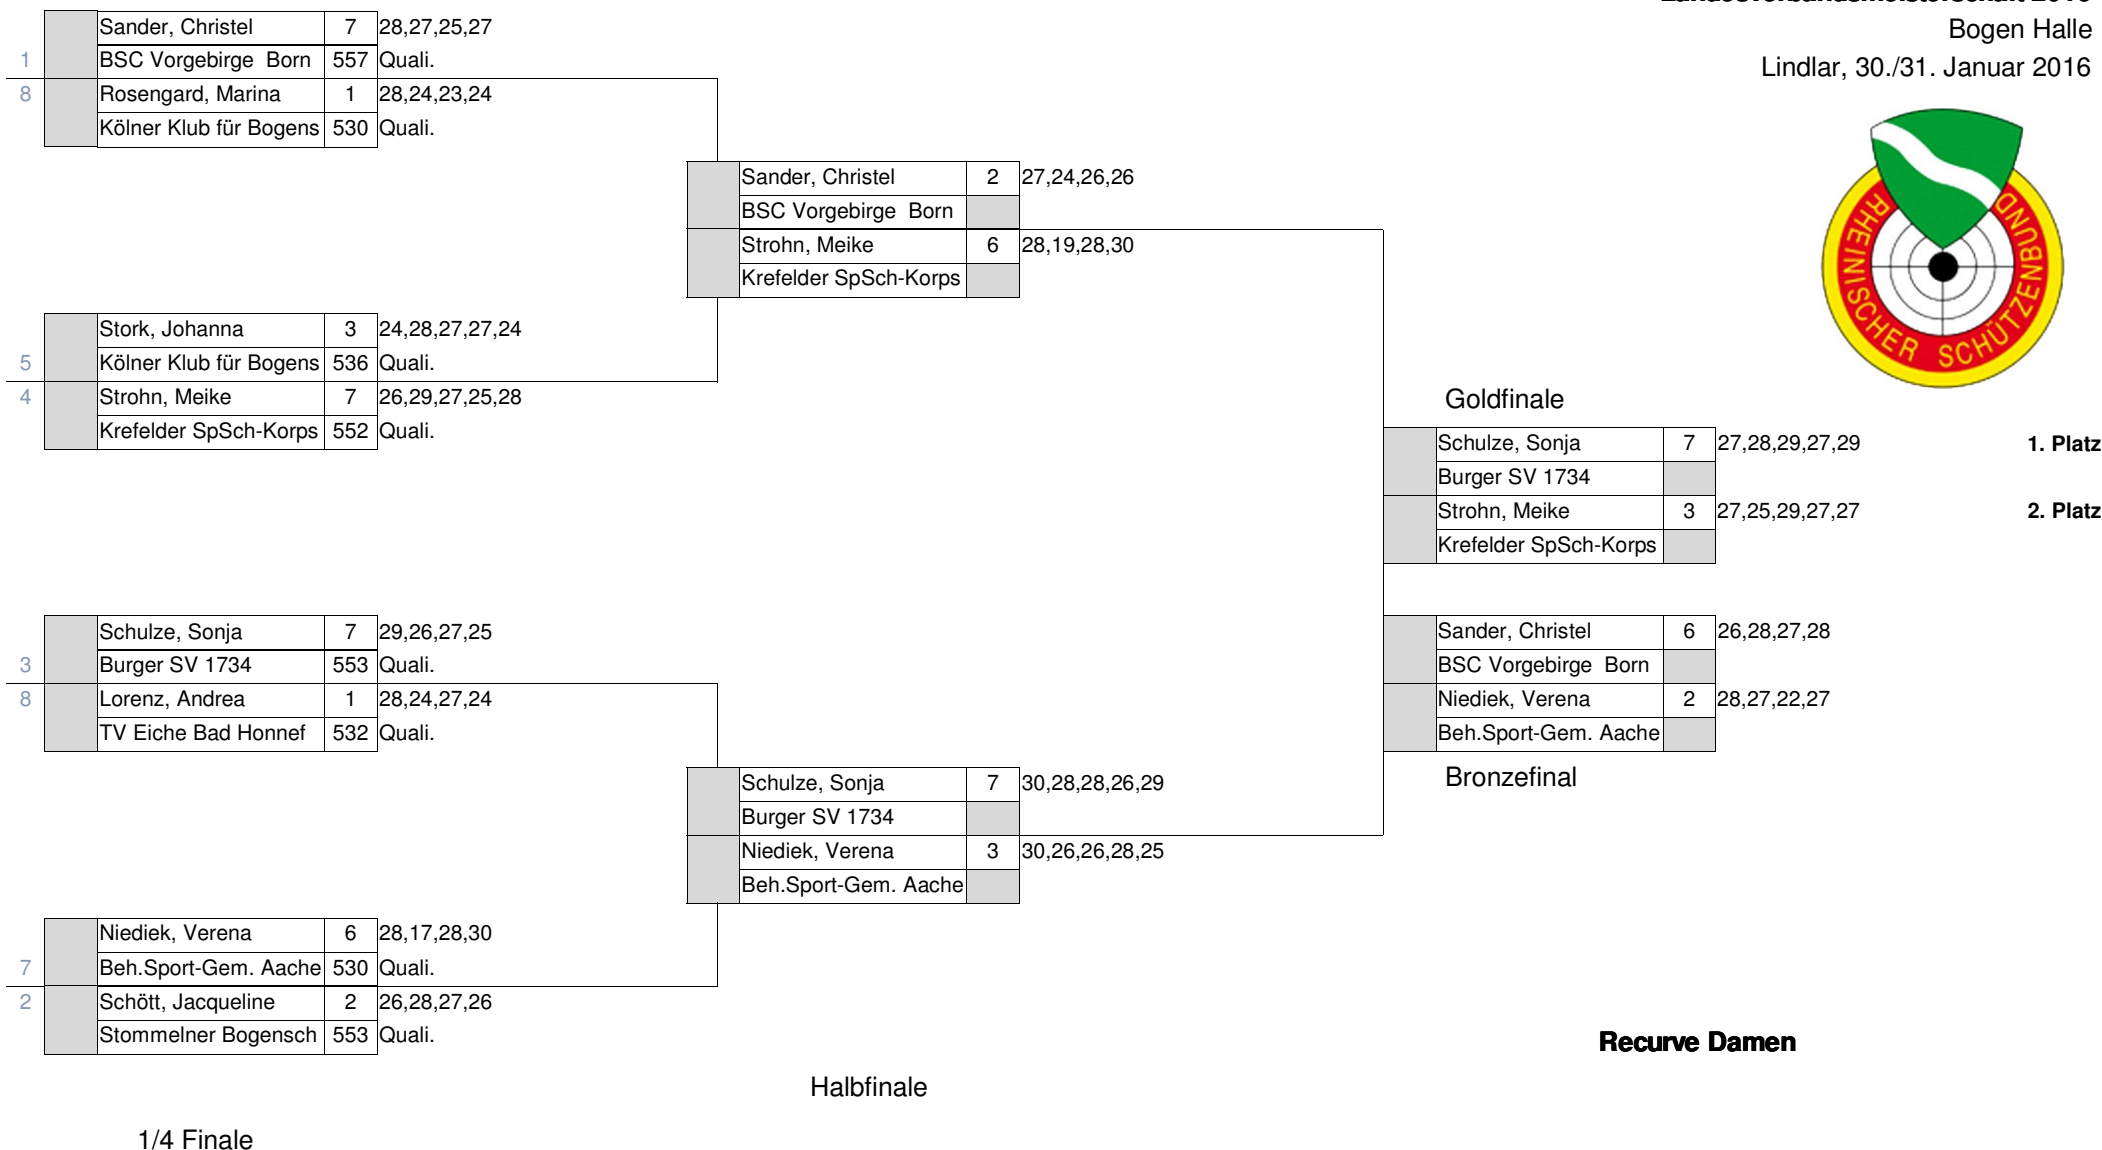 Landesverbandsmeisterschaft 2016
Bogen Halle
Lindlar, 30./31. Januar 2016
RHEINISCHER SCHÜTZENBUND
Sander, Christel 7 28,27,25,27
1 BSC Vorgebirge Born 557 Quali.
8 Rosengard, Marina 1 28,24,23,24
Kölner Klub für Bogens 530 Quali.
Sander, Christel 2 27,24,26,26
BSC Vorgebirge Born
Strohn, Meike 6 28,19,28,30
Krefelder SpSch-Korps
Stork, Johanna 3 24,28,27,27,24
5 Kölner Klub für Bogens 536 Quali.
4 Strohn, Meike 7 26,29,27,25,28
Krefelder SpSch-Korps 552 Quali.
Goldfinale
Schulze, Sonja 7 27,28,29,27,29 1. Platz
Burger SV 1734
Strohn, Meike 3 27,25,29,27,27 2. Platz
Krefelder SpSch-Korps
Schulze, Sonja 7 29,26,27,25
3 Burger SV 1734 553 Quali.
8 Lorenz, Andrea 1 28,24,27,24
TV Eiche Bad Honnef 532 Quali.
Sander, Christel 6 26,28,27,28
BSC Vorgebirge Born
Niediek, Verena 2 28,27,22,27
Beh.Sport-Gem. Aache
Bronzefinal
Schulze, Sonja 7 30,28,28,26,29
Burger SV 1734
Niediek, Verena 3 30,26,26,28,25
Beh.Sport-Gem. Aache
Niediek, Verena 6 28,17,28,30
7 Beh.Sport-Gem. Aache 530 Quali.
2 Schött, Jacqueline 2 26,28,27,26
Stommelner Bogensch 553 Quali.
Recurve Damen
Halbfinale
1/4 Finale